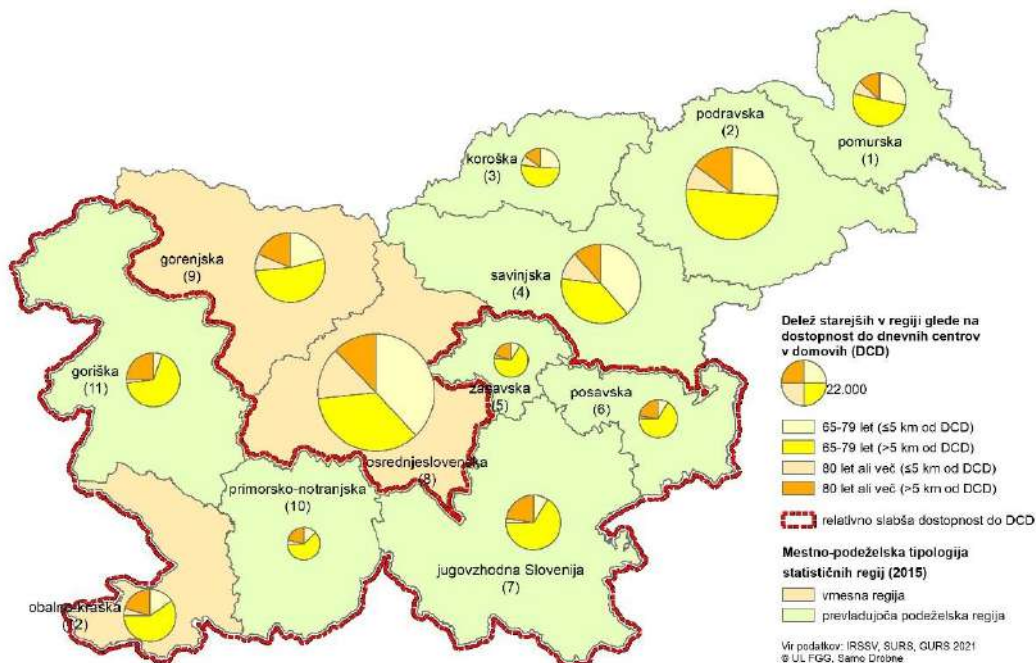 podravska
(2)
pomurska
(1)
koroška
(3)
gorenjska
(9)
savinjska
(4)
goriška
(11)
zasavska
(5)
posavska
(6)
osrednjeslovenska
(8)
primorsko-notranjska
(10)
jugovzhodna Slovenija
(7)
obalno-kraška
(12)
Delež starejših v regiji glede na
dostopnost do dnevnih centrov
v domovih (DCD)
22.000
65-79 let (≤5 km od DCD)
65-79 let (>5 km od DCD)
80 let ali več (≤5 km od DCD)
80 let ali več (>5 km od DCD)
relativno slabša dostopnost do DCD
Mestno-podeželska tipologija
statističnih regij (2015)
vmesna regija
prevladujoča podeželska regija
Vir podatkov: IRSSV, SURS, GURS 2021
© UL FGG, Samo Drobne